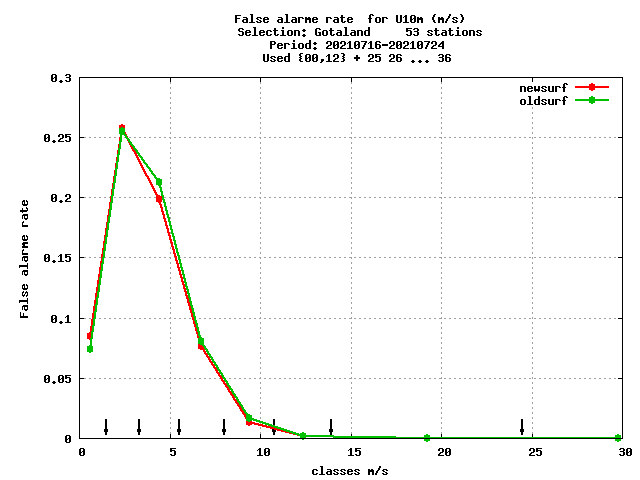 False alarme rate  for U10m (m/s)
Selection: Gotaland     53 stations
Period: 20210716-20210724
Used {00,12} + 25 26 ... 36
newsurf
oldsurf
0.3
0.25
0.2
0.15
0.1
0.05
0
False alarme rate
0 5 10 15 20 25 30
classes m/s